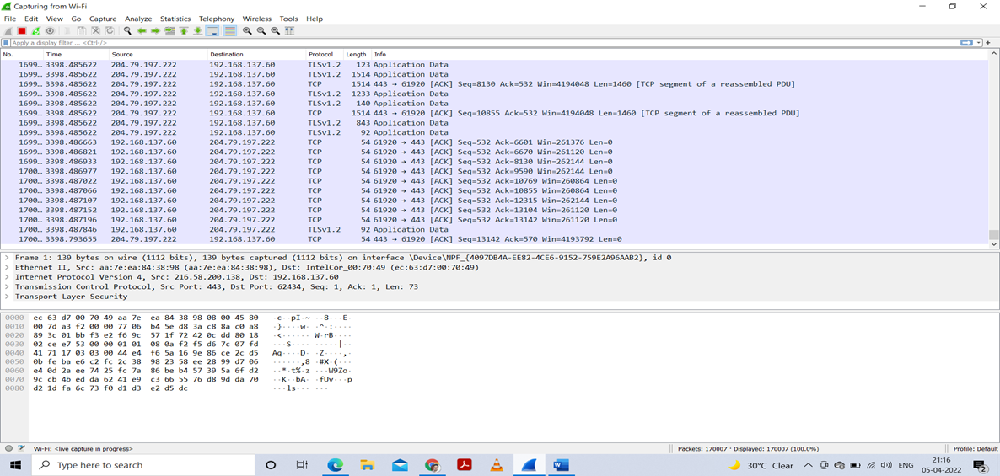 Capturing from Wi-Fi
File Edit View Go Capture Analyze Statistics Telephony Wireless Tools Help
Apply a display filter ... <Ctrl-/>
No. Time Source Destination Protocol Length Info
1699… 3398.485622 204.79.197.222 192.168.137.60 TLSv1.2 123 Application Data
1699… 3398.485622 204.79.197.222 192.168.137.60 TLSv1.2 1514 Application Data
1699… 3398.485622 204.79.197.222 192.168.137.60 TCP 1514 443 → 61920 [ACK] Seq=8130 Ack=532 Win=4194048 Len=1460 [TCP segment of a reassembled PDU]
1699… 3398.485622 204.79.197.222 192.168.137.60 TLSv1.2 1233 Application Data
1699… 3398.485622 204.79.197.222 192.168.137.60 TLSv1.2 140 Application Data
1699… 3398.485622 204.79.197.222 192.168.137.60 TCP 1514 443 → 61920 [ACK] Seq=10855 Ack=532 Win=4194048 Len=1460 [TCP segment of a reassembled PDU]
1699… 3398.485622 204.79.197.222 192.168.137.60 TLSv1.2 843 Application Data
1699… 3398.485622 204.79.197.222 192.168.137.60 TLSv1.2 92 Application Data
1699… 3398.486663 192.168.137.60 204.79.197.222 TCP 54 61920 → 443 [ACK] Seq=532 Ack=6601 Win=261376 Len=0
1699… 3398.486821 192.168.137.60 204.79.197.222 TCP 54 61920 → 443 [ACK] Seq=532 Ack=6670 Win=261120 Len=0
1699… 3398.486933 192.168.137.60 204.79.197.222 TCP 54 61920 → 443 [ACK] Seq=532 Ack=8130 Win=262144 Len=0
1700… 3398.486977 192.168.137.60 204.79.197.222 TCP 54 61920 → 443 [ACK] Seq=532 Ack=9590 Win=262144 Len=0
1700… 3398.487022 192.168.137.60 204.79.197.222 TCP 54 61920 → 443 [ACK] Seq=532 Ack=10769 Win=260864 Len=0
1700… 3398.487066 192.168.137.60 204.79.197.222 TCP 54 61920 → 443 [ACK] Seq=532 Ack=10855 Win=260864 Len=0
1700… 3398.487107 192.168.137.60 204.79.197.222 TCP 54 61920 → 443 [ACK] Seq=532 Ack=12315 Win=262144 Len=0
1700… 3398.487152 192.168.137.60 204.79.197.222 TCP 54 61920 → 443 [ACK] Seq=532 Ack=13104 Win=261120 Len=0
1700… 3398.487196 192.168.137.60 204.79.197.222 TCP 54 61920 → 443 [ACK] Seq=532 Ack=13142 Win=261120 Len=0
1700… 3398.487846 192.168.137.60 204.79.197.222 TLSv1.2 92 Application Data
1700… 3398.793655 204.79.197.222 192.168.137.60 TCP 54 443 → 61920 [ACK] Seq=13142 Ack=570 Win=4193792 Len=0
Frame 1: 139 bytes on wire (1112 bits), 139 bytes captured (1112 bits) on interface \Device\NPF_{4097DB4A-EE82-4CE6-9152-759E2A96AAB2}, id 0
Ethernet II, Src: aa:7e:ea:84:38:98 (aa:7e:ea:84:38:98), Dst: IntelCor_00:70:49 (ec:63:d7:00:70:49)
Internet Protocol Version 4, Src: 216.58.200.138, Dst: 192.168.137.60
Transmission Control Protocol, Src Port: 443, Dst Port: 62434, Seq: 1, Ack: 1, Len: 73
Transport Layer Security
0000 ec 63 d7 00 70 49 aa 7e ea 84 38 98 08 00 45 80 ·c··pI·~ ··8···E·
0010 00 7d a3 f2 00 00 77 06 b4 5e d8 3a c8 8a c0 a8 ·}····w· ·^·:····
0020 89 3c 01 bb f3 e2 f6 9c 57 1f 72 42 0c dd 80 18 ·<······ W·rB····
0030 02 ce e7 53 00 00 01 01 08 0a f2 f5 d6 7c 07 fd ···S···· ·····|··
0040 41 71 17 03 03 00 44 e4 f6 5a 16 9e 86 ce 2c d5 Aq····D· ·Z····,·
0050 0b fe ba e6 c2 fc 2c 38 98 23 58 ee 28 99 d7 06 ······,8 ·#X·(···
0060 e4 0d 2a ee 74 25 fc 7a 86 be b4 57 39 5a 6f d2 ··*·t%·z ···W9Zo·
0070 9c cb 4b ed da 62 41 e9 c3 66 55 76 d8 9d da 70 ··K··bA· ·fUv···p
0080 d2 1d fa 6c 73 f0 d1 d3 e2 d5 dc ···ls··· ···
Wi-Fi: <live capture in progress> Packets: 170007 · Displayed: 170007 (100.0%) Profile: Default
Type here to search 30°C Clear ENG 21:16
05-04-2022 2